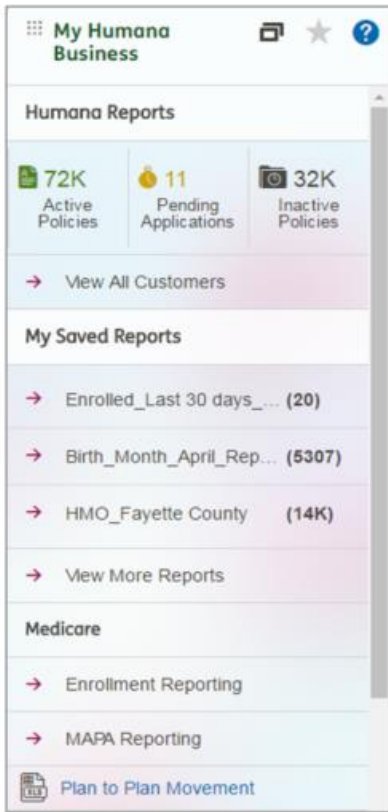 My Humana
Business
Humana Reports
72K
Active
Policies
11
Pending
Applications
32K
Inactive
Policies
View All Customers
My Saved Reports
Enrolled_Last 30 days_... (20)
Birth_Month_April_Rep... (5307)
HMO_Fayette County (14K)
View More Reports
Medicare
Enrollment Reporting
MAPA Reporting
Plan to Plan Movement